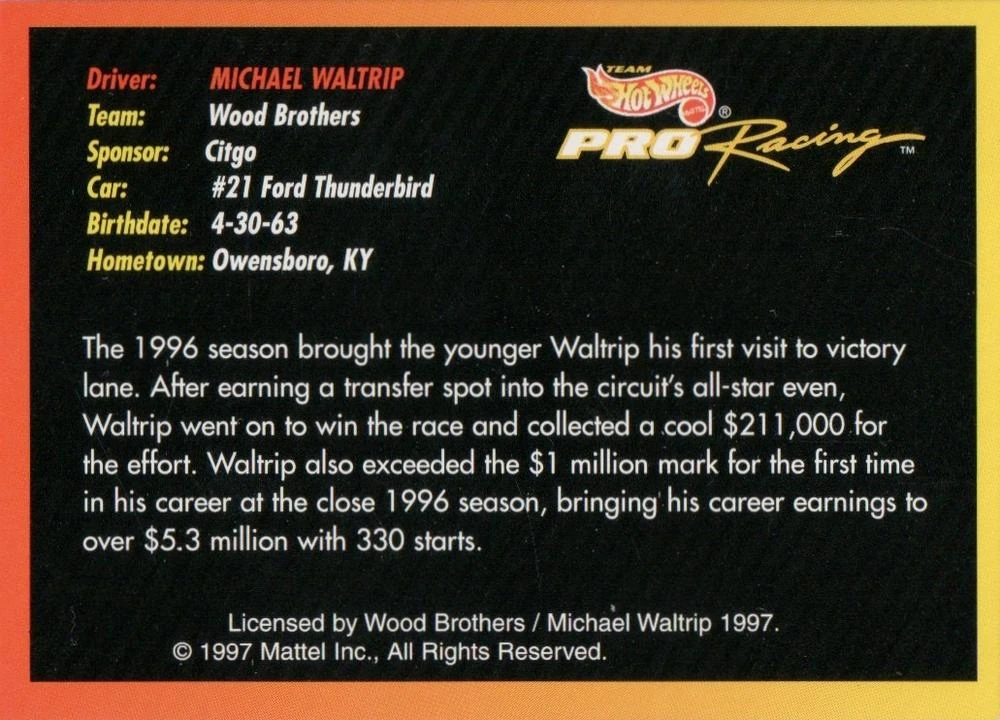 Driver: MICHAEL WALTRIP
Team: Wood Brothers
Sponsor: Citgo
Car: #21 Ford Thunderbird
Birthdate: 4-30-63
Hometown: Owensboro, KY
TEAM
Hot Wheels ®
MATTEL
PRO Racing ™
The 1996 season brought the younger Waltrip his first visit to victory
lane. After earning a transfer spot into the circuit's all-star even,
Waltrip went on to win the race and collected a cool $211,000 for
the effort. Waltrip also exceeded the $1 million mark for the first time
in his career at the close 1996 season, bringing his career earnings to
over $5.3 million with 330 starts.
Licensed by Wood Brothers / Michael Waltrip 1997.
© 1997 Mattel Inc., All Rights Reserved.